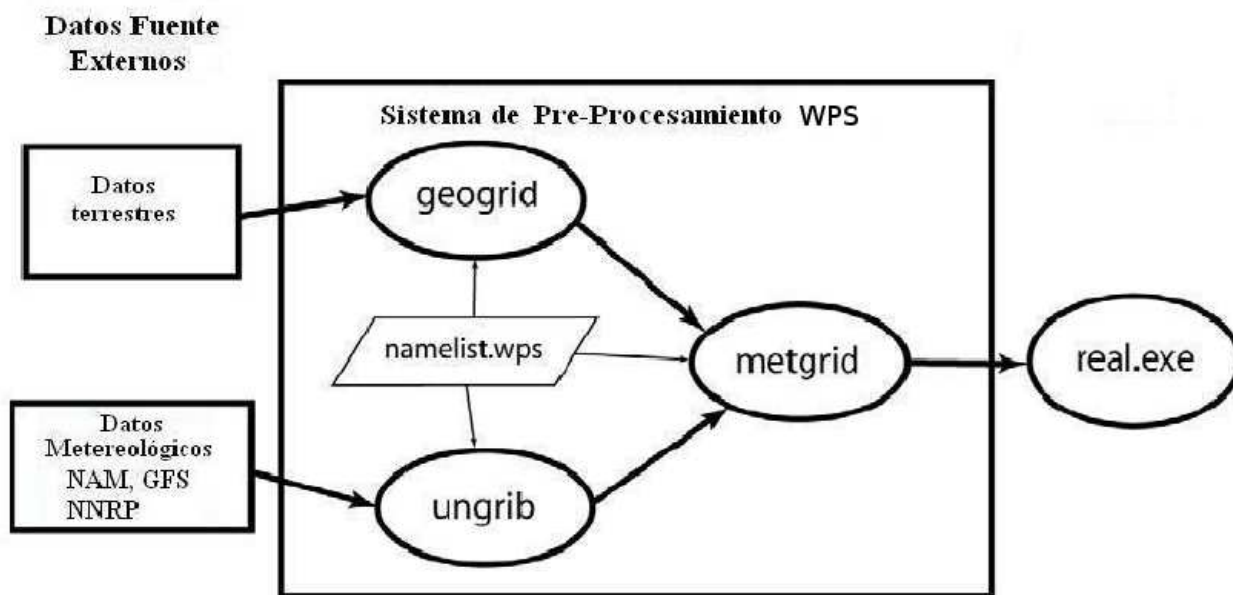 Datos Fuente
Externos
Sistema de Pre-Procesamiento WPS
Datos
terrestres
geogrid
namelist.wps
metgrid
real.exe
Datos
Metereológicos
NAM, GFS
NNRP
ungrib